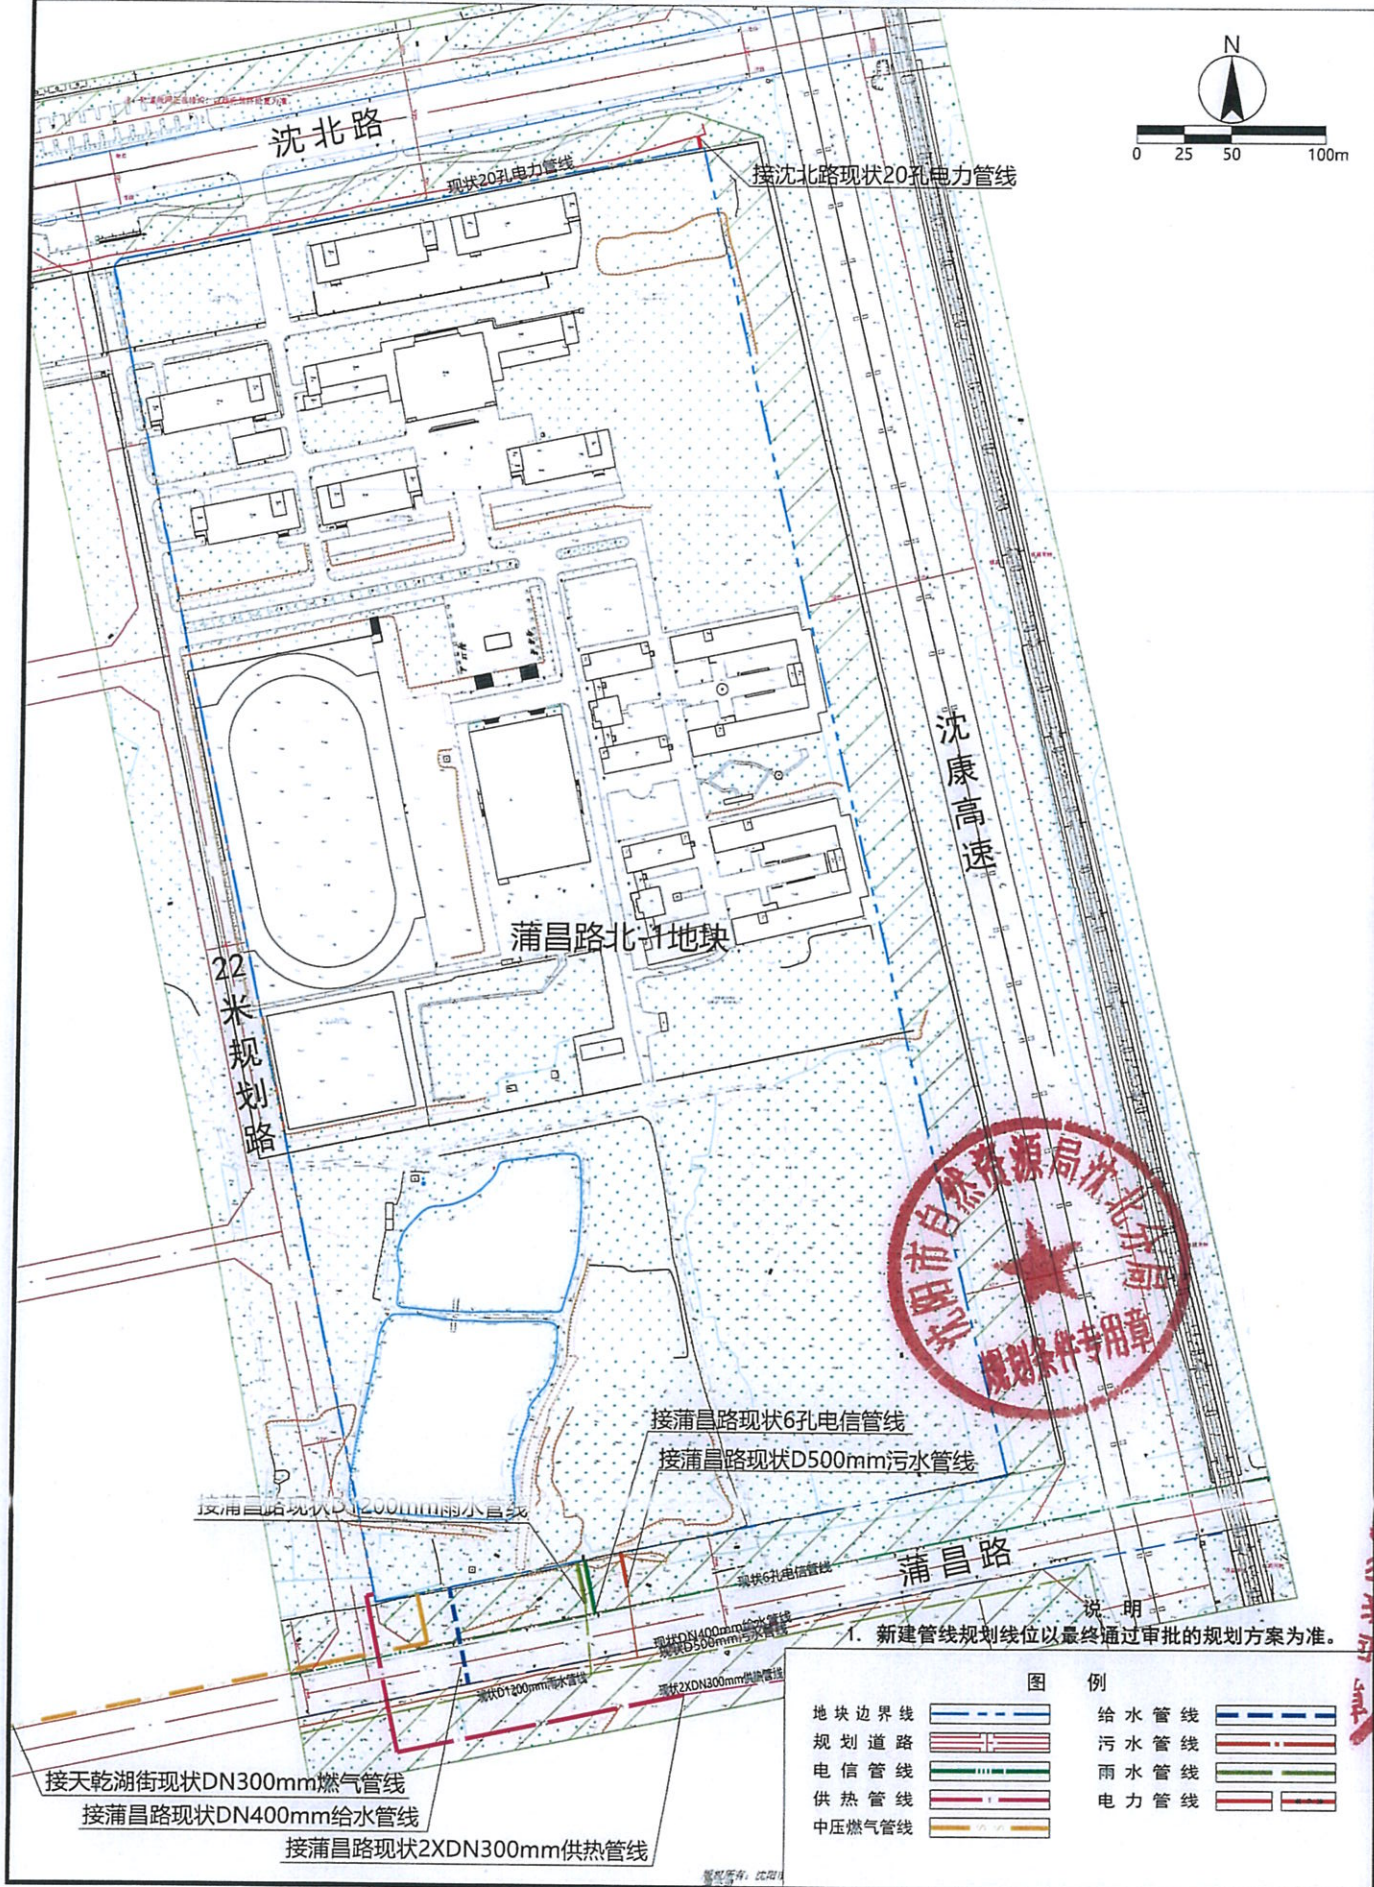 N
0 25 50 100m
沈北路
现状20孔电力管线
接沈北路现状20孔电力管线
沈康高速
蒲昌路北-1地块
22米规划路
沈阳市自然资源局沈北分局
规划条件专用章
接蒲昌路现状6孔电信管线
接蒲昌路现状D500mm污水管线
接蒲昌路现状D1200mm雨水管线
蒲昌路
现状6孔电信管线
现状DN400mm给水管线
现状D500mm污水管线
现状D1200mm雨水管线
现状2XDN300mm供热管线
接天乾湖街现状DN300mm燃气管线
接蒲昌路现状DN400mm给水管线
接蒲昌路现状2XDN300mm供热管线
说 明
1. 新建管线规划线位以最终通过审批的规划方案为准。
图 例
地块边界线 给水管线
规划道路 污水管线
电信管线 雨水管线
供热管线 电力管线
中压燃气管线
版权所有：沈阳市